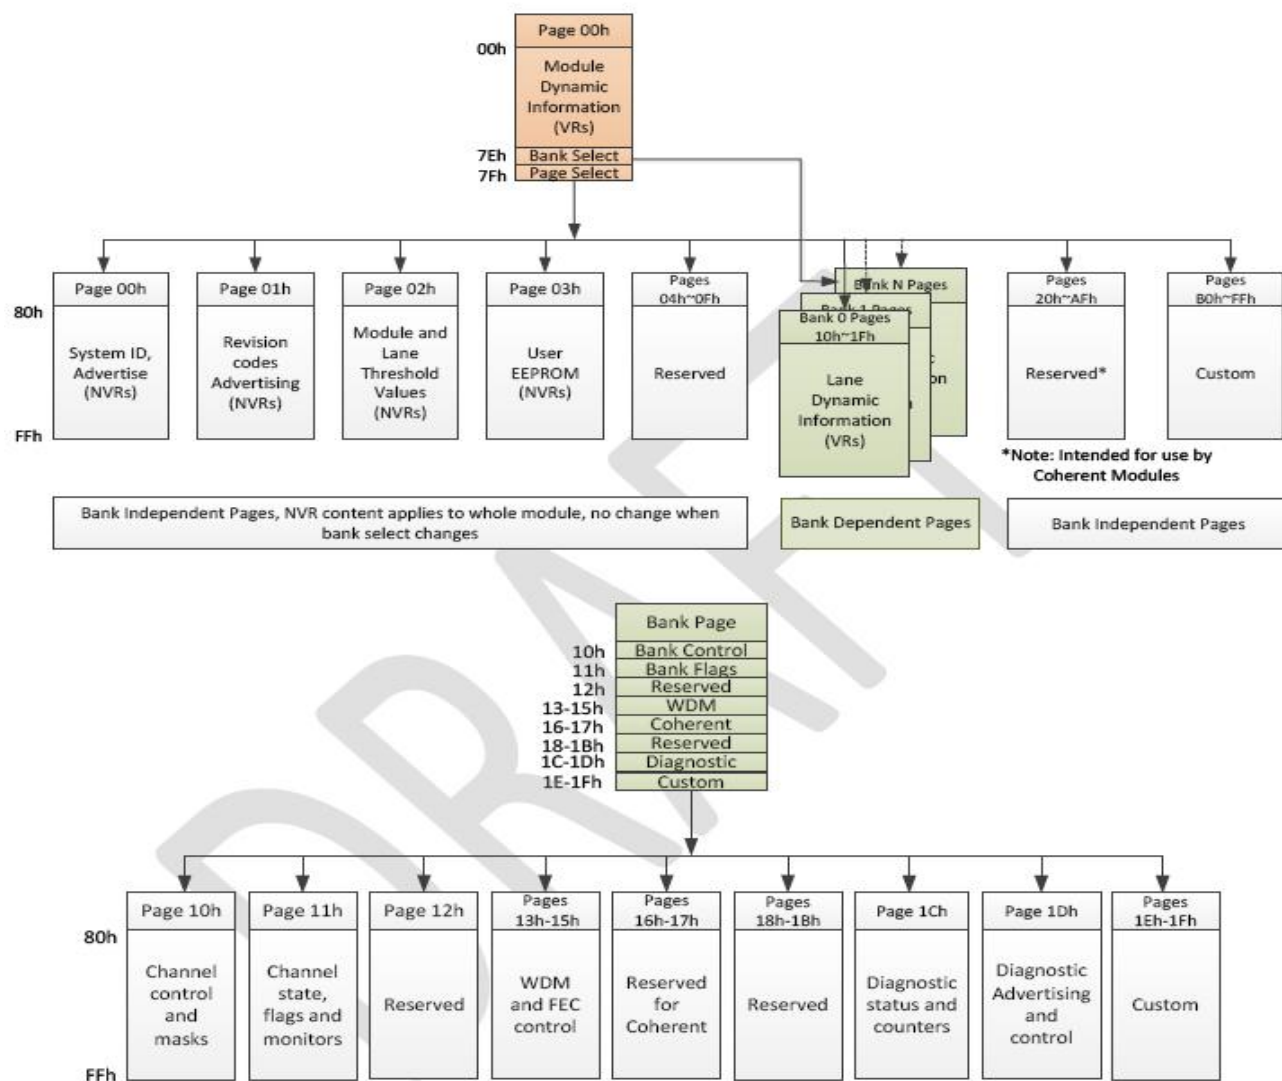 Page 00h
00h
Module
Dynamic
Information
(VRs)
7Eh
Bank Select
7Fh
Page Select
80h
FFh
Page 00h
System ID,
Advertise
(NVRs)
Page 01h
Revision
codes
Advertising
(NVRs)
Page 02h
Module and
Lane
Threshold
Values
(NVRs)
Page 03h
User
EEPROM
(NVRs)
Pages
04h~0Fh
Reserved
Bank N Pages
Bank 1 Pages
Bank 0 Pages
10h~1Fh
Lane
Dynamic
Information
(VRs)
Pages
20h~AFh
Reserved*
Pages
B0h~FFh
Custom
*Note: Intended for use by
Coherent Modules
Bank Independent Pages, NVR content applies to whole module, no change when
bank select changes
Bank Dependent Pages
Bank Independent Pages
Bank Page
10h
Bank Control
11h
Bank Flags
12h
Reserved
13-15h
WDM
16-17h
Coherent
18-1Bh
Reserved
1C-1Dh
Diagnostic
1E-1Fh
Custom
80h
FFh
Page 10h
Channel
control
and
masks
Page 11h
Channel
state,
flags and
monitors
Page 12h
Reserved
Pages
13h-15h
WDM
and FEC
control
Pages
16h-17h
Reserved
for
Coherent
Pages
18h-1Bh
Reserved
Page 1Ch
Diagnostic
status and
counters
Page 1Dh
Diagnostic
Advertising
and
control
Pages
1Eh-1Fh
Custom
DRAFT